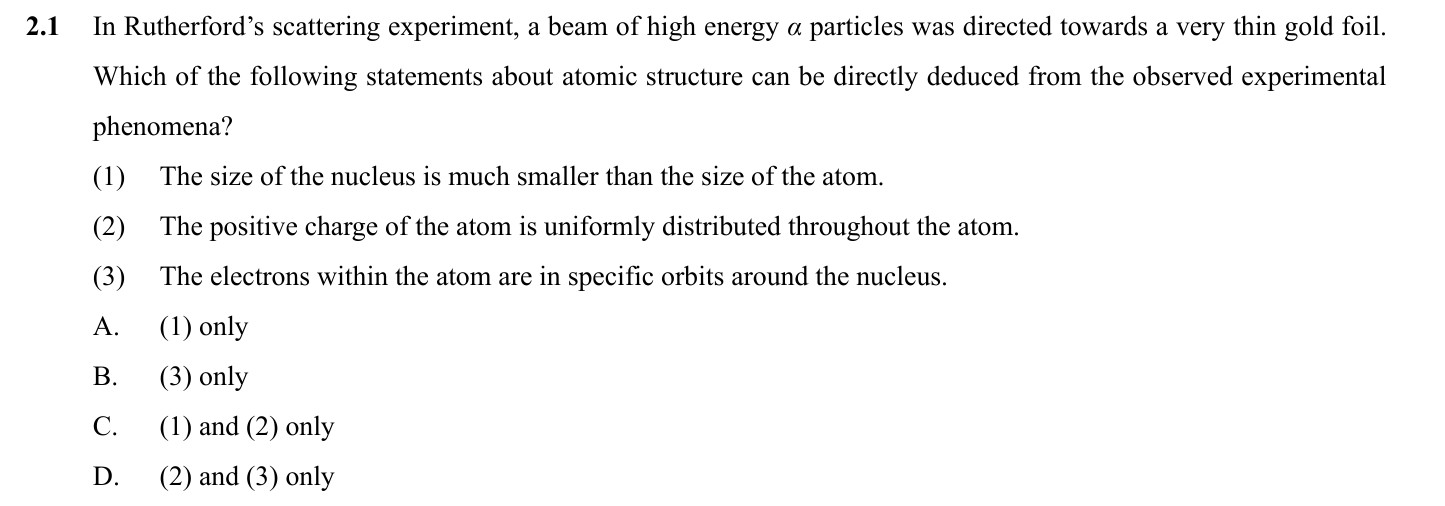 2.1 In Rutherford’s scattering experiment, a beam of high energy α particles was directed towards a very thin gold foil.
Which of the following statements about atomic structure can be directly deduced from the observed experimental
phenomena?
(1) The size of the nucleus is much smaller than the size of the atom.
(2) The positive charge of the atom is uniformly distributed throughout the atom.
(3) The electrons within the atom are in specific orbits around the nucleus.
A. (1) only
B. (3) only
C. (1) and (2) only
D. (2) and (3) only